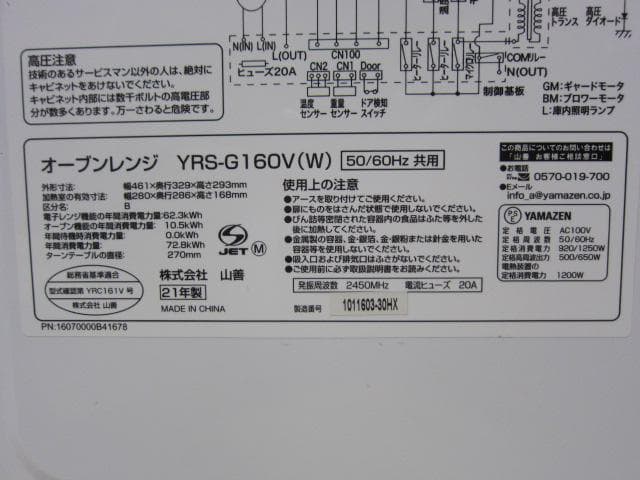 高圧
トランス
高圧
ダイオード
N(IN) L(IN)
L(OUT)
CN100
ヒューズ20A
CN2 CN1 Door
温度
センサー
重量
センサー
ドア検知
スイッチ
COMリレー
N(OUT)
制御基板
GM：ギャードモータ
BM：ブロワーモータ
L：庫内照明ランプ
高圧注意
技術のあるサービスマン以外の人は、絶対に
キャビネットをあけないでください。
キャビネット内部には数千ボルトの高電圧部
分が数多くあります。万一さわると危険です。
オーブンレンジ YRS-G160V(W) 50/60Hz 共用
外形寸法： 幅461×奥行329×高さ293mm
加熱室の有効寸法： 幅280×奥行286×高さ168mm
区分名： B
電子レンジ機能の年間消費電力量：62.3kWh
オーブン機能の年間消費電力量： 10.5kWh
年間待機時消費電力量： 0.0kWh
年間消費電力量： 72.8kWh
ターンテーブルの直径： 270mm
総務省基準適合
型式確認第 YRC161V 号
株式会社 山善
PN:16070000B41678
S
JET
M
株式会社 山善
21年製
MADE IN CHINA
使用上の注意
●アースを取り付けてご使用ください。
●扉にものをはさんだ状態で使用しないでください。
●びん詰等密閉された容器内の食品はふた等を外した
後に加熱してください。
●金属製の容器、金・銀箔、金・銀粉または針金を用いた
容器等を使用しないでください。
●吸入口および排気口はふさがないでください。
●ご使用前に必ず取扱説明書をお読みください。
発振周波数 2450MHz 電流ヒューズ 20A
製造番号 1011603-30HX
この商品についてのお問い合わせは
「山善 お客様ご相談窓口」
●お電話
0570-019-700
●Eメール
info_a@yamazen.co.jp
PSE YAMAZEN
定格電圧 AC100V
定格周波数 50/60Hz
定格消費電力 920/1250W
定格高周波出力 500/650W
電熱装置の
定格消費電力 1200W